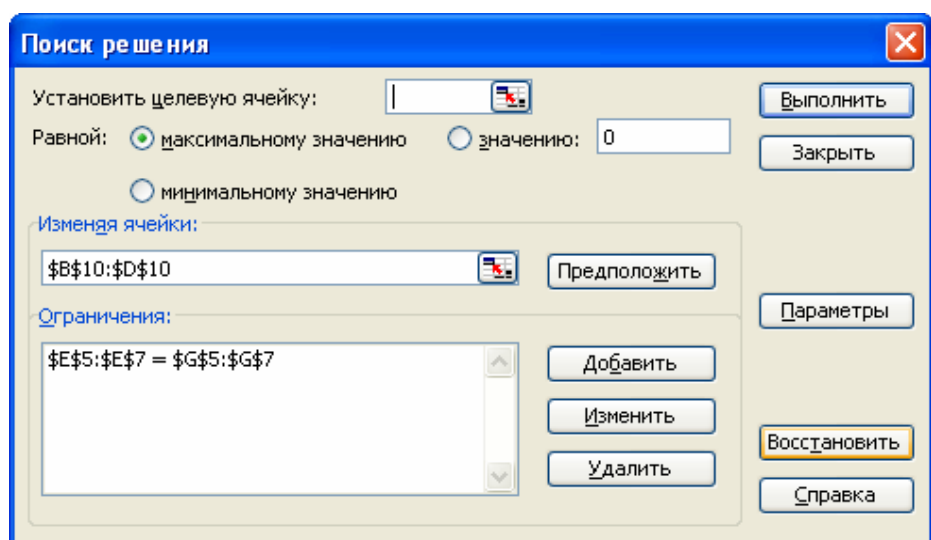 Поиск решения
Установить целевую ячейку:
Выполнить
Равной: максимальному значению значению: 0
Закрыть
минимальному значению
Изменяя ячейки:
$B$10:$D$10
Предположить
Параметры
Ограничения:
$E$5:$E$7 = $G$5:$G$7
Добавить
Изменить
Восстановить
Удалить
Справка